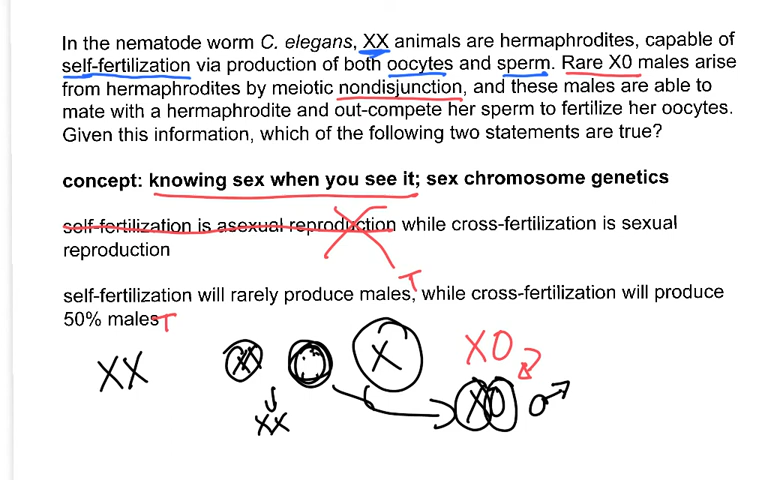 In the nematode worm C. elegans, XX animals are hermaphrodites, capable of
self-fertilization via production of both oocytes and sperm. Rare X0 males arise
from hermaphrodites by meiotic nondisjunction, and these males are able to
mate with a hermaphrodite and out-compete her sperm to fertilize her oocytes.
Given this information, which of the following two statements are true?
concept: knowing sex when you see it; sex chromosome genetics
self-fertilization is asexual reproduction while cross-fertilization is sexual
reproduction
T
self-fertilization will rarely produce males, while cross-fertilization will produce
50% males T
XX XX X XO
XX XO